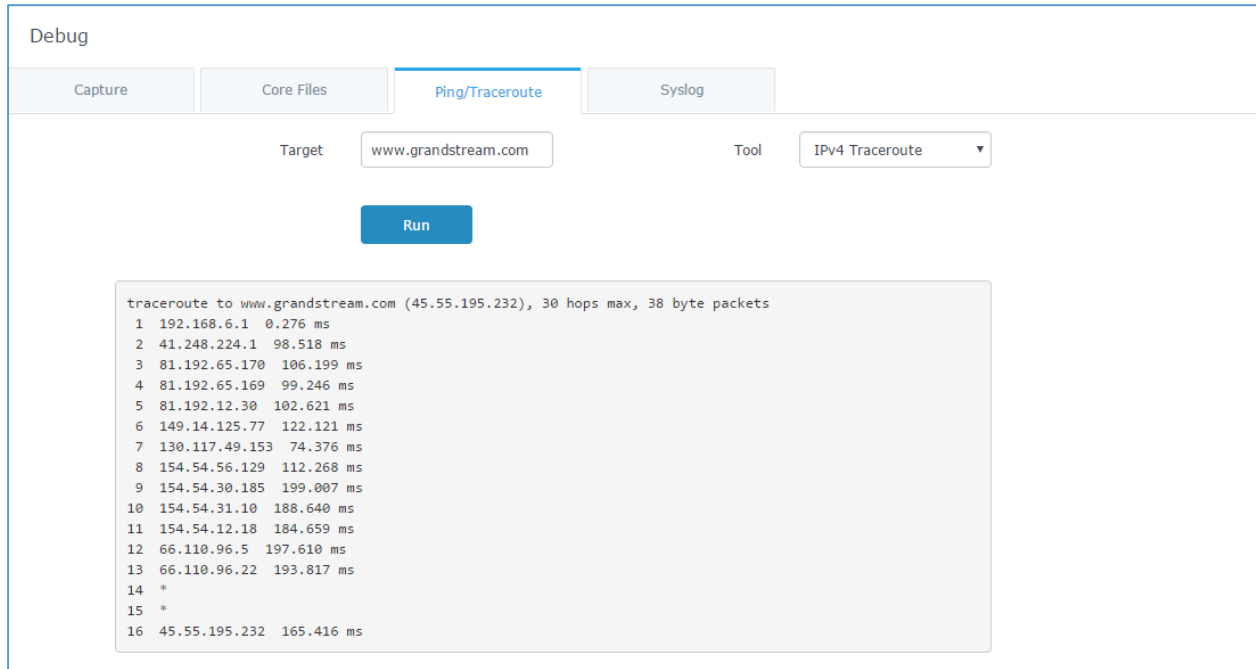 Debug
Capture Core Files Ping/Traceroute Syslog
Target www.grandstream.com Tool IPv4 Traceroute
Run
traceroute to www.grandstream.com (45.55.195.232), 30 hops max, 38 byte packets
1 192.168.6.1 0.276 ms
2 41.248.224.1 98.518 ms
3 81.192.65.170 106.199 ms
4 81.192.65.169 99.246 ms
5 81.192.12.30 102.621 ms
6 149.14.125.77 122.121 ms
7 130.117.49.153 74.376 ms
8 154.54.56.129 112.268 ms
9 154.54.30.185 199.007 ms
10 154.54.31.10 188.640 ms
11 154.54.12.18 184.659 ms
12 66.110.96.5 197.610 ms
13 66.110.96.22 193.817 ms
14 *
15 *
16 45.55.195.232 165.416 ms